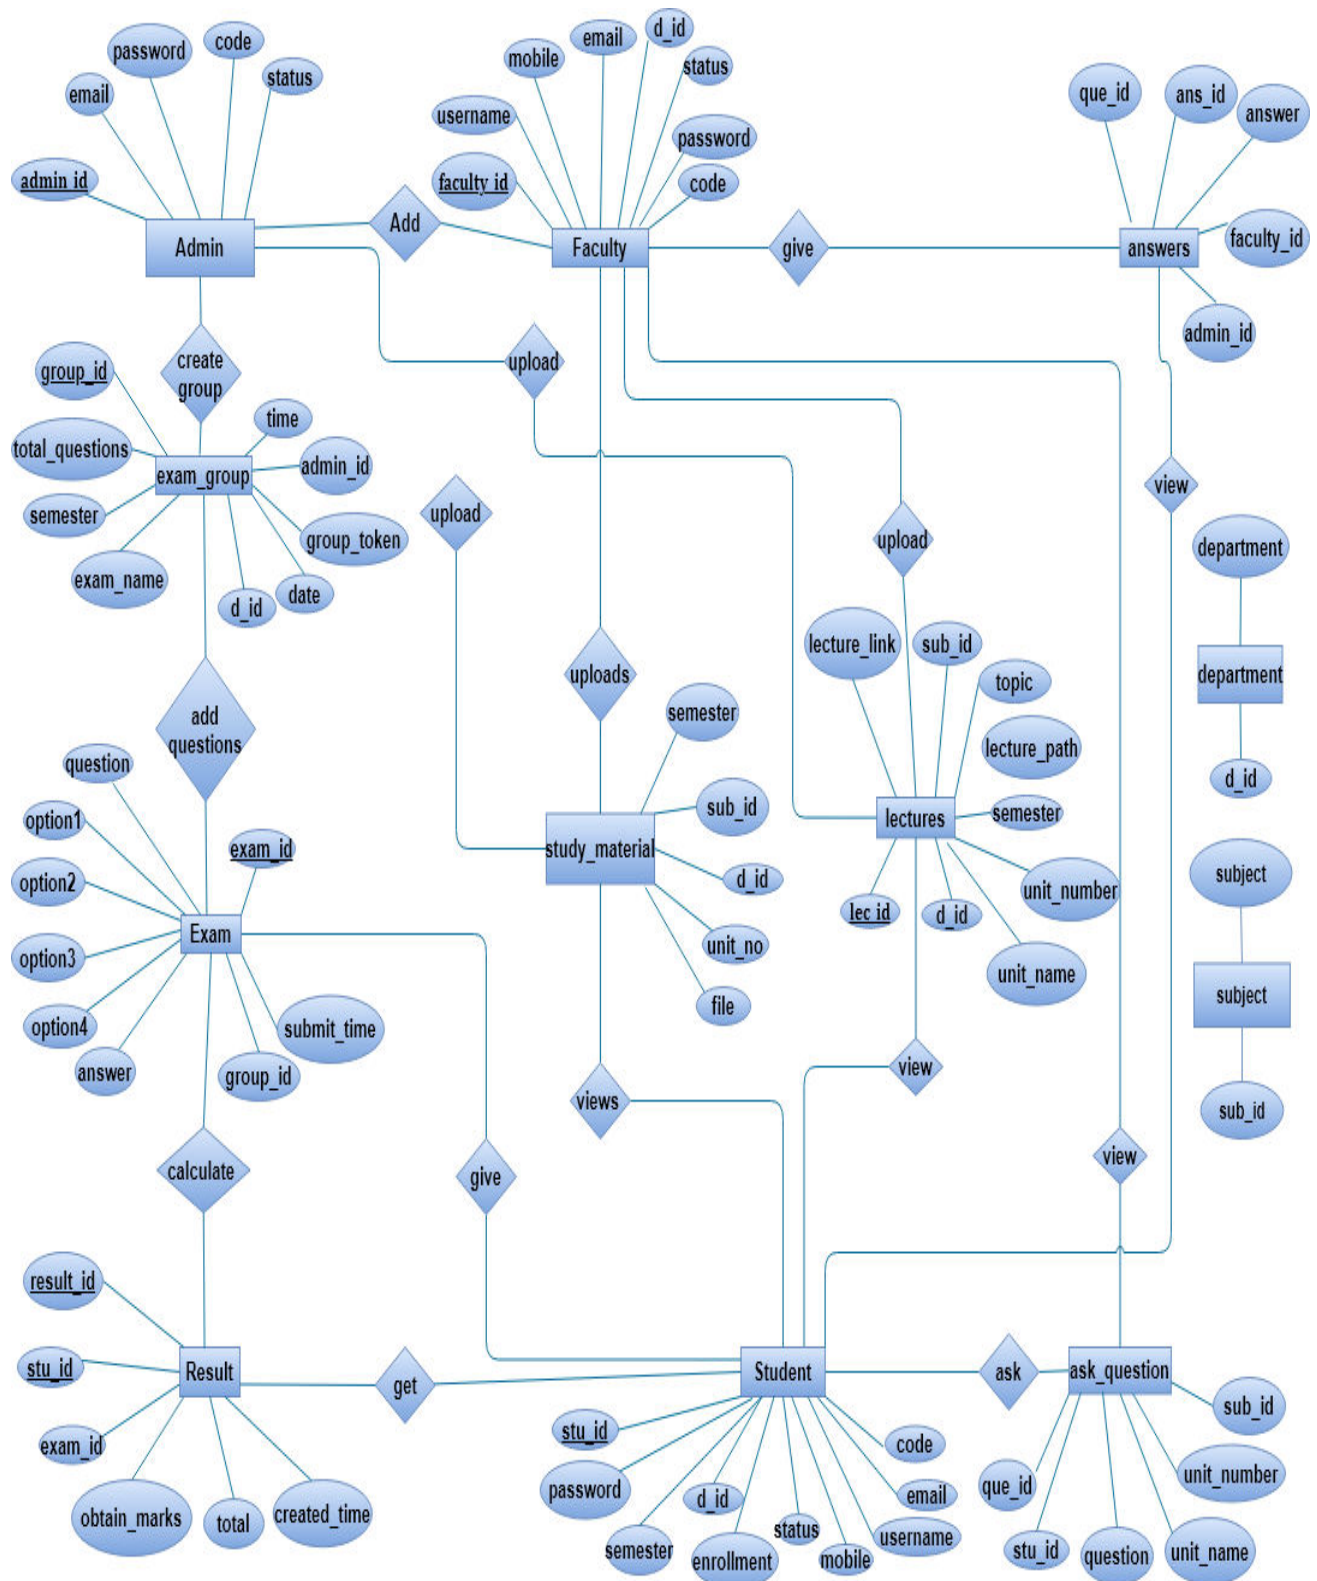 code
d_id
email
password
mobile
status
status
que_id
ans_id
email
answer
username
password
admin id
faculty id
code
Add
faculty_id
Admin
Faculty
give
answers
admin_id
create
group
group_id
upload
time
total_questions
admin_id
exam_group
view
semester
upload
group_token
upload
department
exam_name
date
d_id
lecture_link
sub_id
uploads
department
topic
add
questions
semester
lecture_path
question
d_id
sub_id
option1
lectures
semester
exam_id
study_material
option2
d_id
subject
unit_number
lec id
d_id
Exam
unit_no
option3
unit_name
subject
file
option4
submit_time
answer
group_id
view
views
sub_id
view
calculate
give
result_id
stu_id
Result
get
Student
ask
ask_question
sub_id
stu_id
code
exam_id
unit_number
password
d_id
que_id
email
obtain_marks
total
created_time
status
username
semester
enrollment
mobile
stu_id
question
unit_name